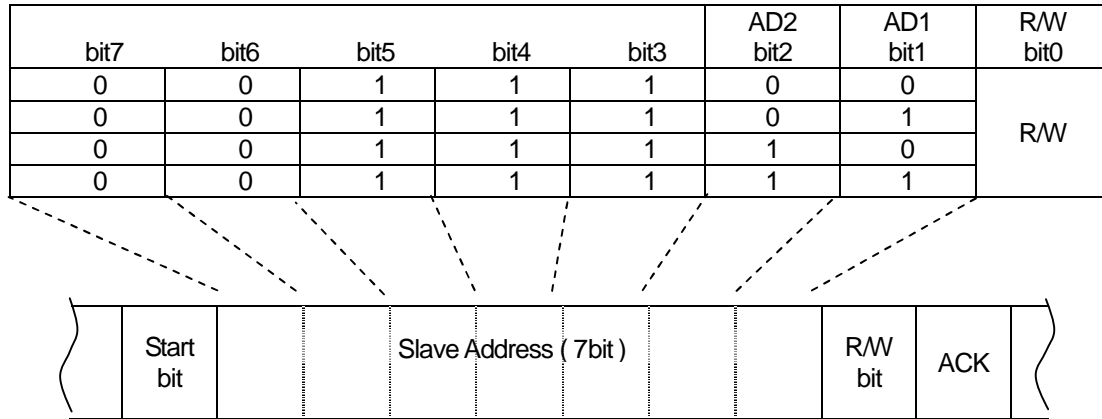 AD2 AD1 R/W
bit7 bit6 bit5 bit4 bit3 bit2 bit1 bit0
0 0 1 1 1 0 0
0 0 1 1 1 0 1
R/W
0 0 1 1 1 1 0
0 0 1 1 1 1 1
Start bit Slave Address ( 7bit ) R/W bit ACK